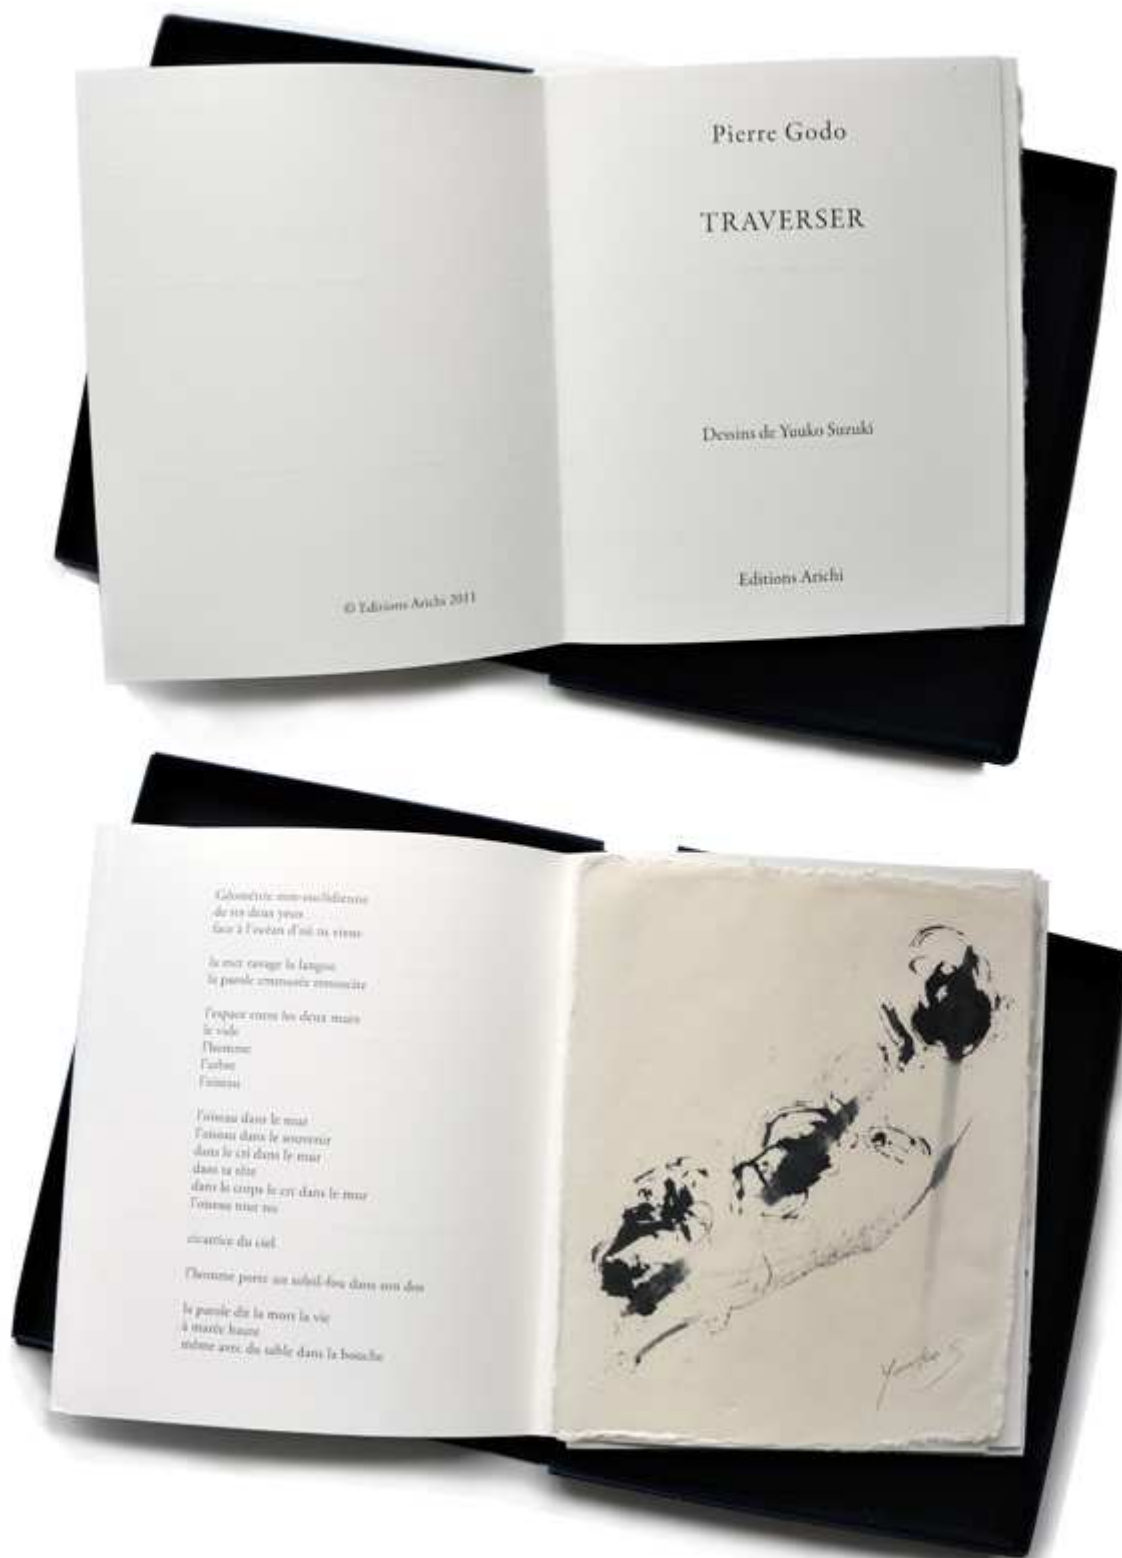 Pierre Godo
TRAVERSER
Dessins de Yuuko Suzuki
Editions Arichi
© Editions Arichi 2011
Géométrie non-euclidienne
de tes deux yeux
face à l'océan d'où tu viens
la mer ravage la langue
la parole emmurée ressuscite
l'espace entre les deux murs
le vide
l'homme
l'arbre
l'oiseau
l'oiseau dans le mur
l'oiseau dans le souvenir
dans le cri dans le mur
dans ta tête
dans le corps le cri dans le mur
l'oiseau tout
cicatrice du ciel
l'homme porte un soleil-fou dans son dos
la parole dit la mort la vie
à marée haute
même avec du sable dans la bouche
Yuuko S